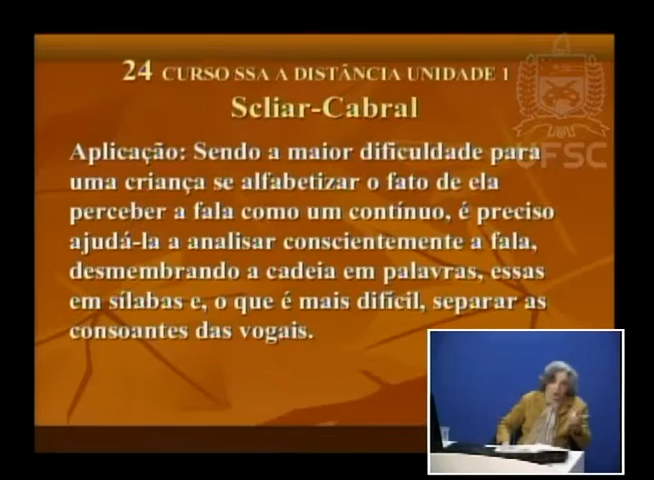 24 CURSO SSA A DISTÂNCIA UNIDADE 1
Scliar-Cabral
Aplicação: Sendo a maior dificuldade para
uma criança se alfabetizar o fato de ela
perceber a fala como um contínuo, é preciso
ajudá-la a analisar conscientemente a fala,
desmembrando a cadeia em palavras, essas
em sílabas e, o que é mais difícil, separar as
consoantes das vogais.
UFSC